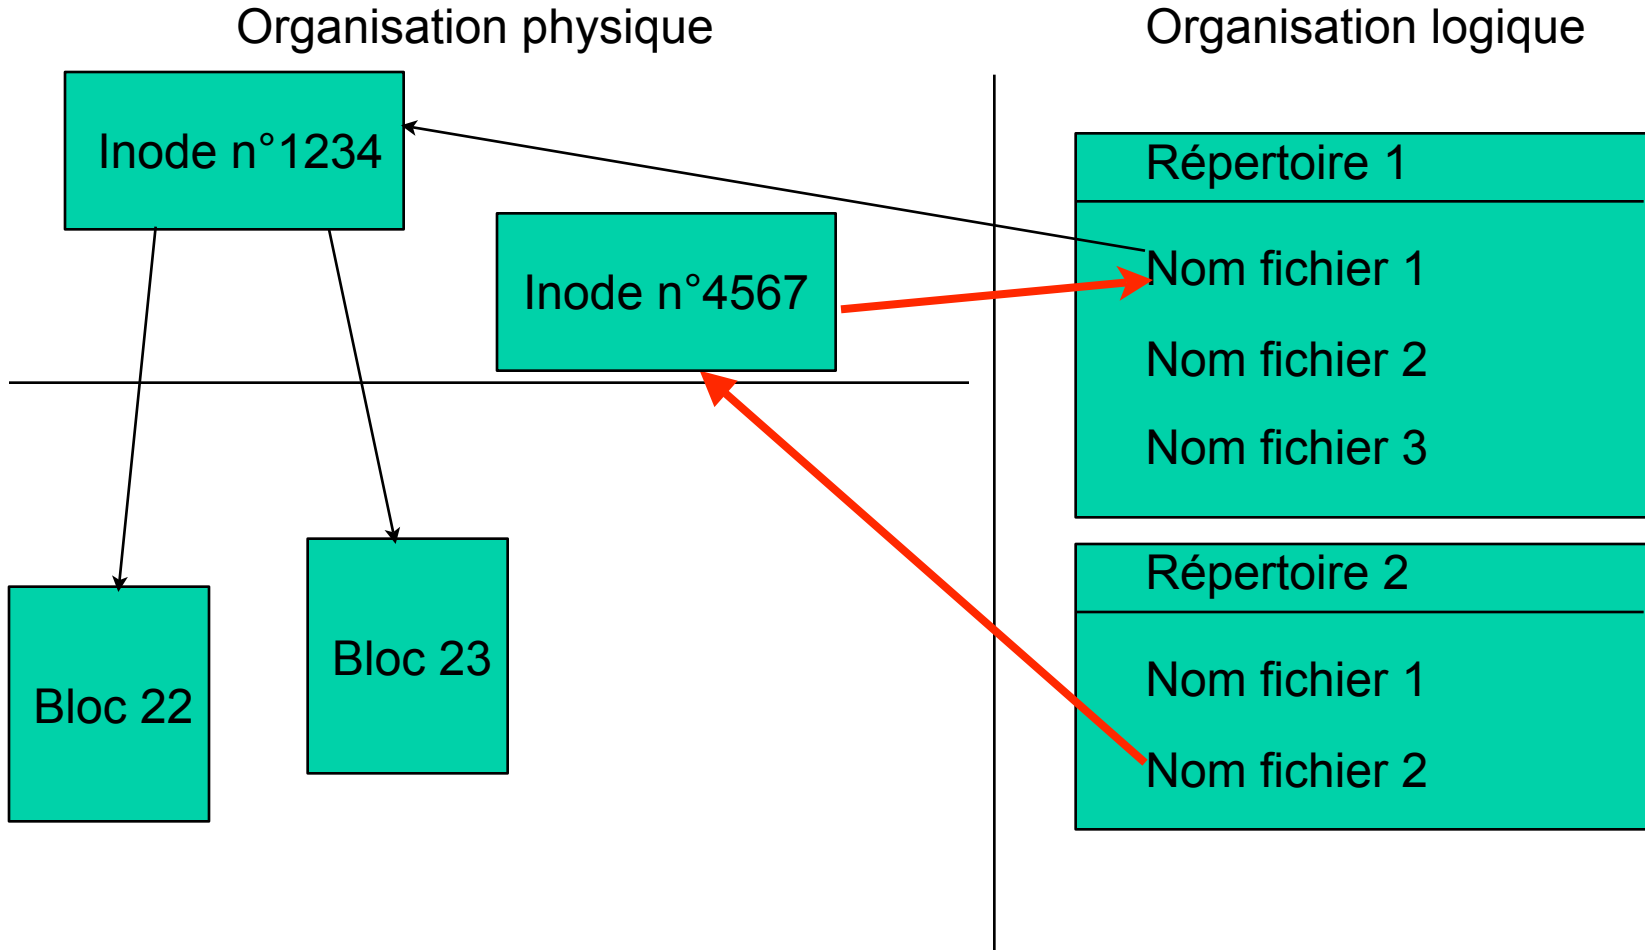 Organisation physique
Organisation logique
Inode n°1234
Inode n°4567
Bloc 22
Bloc 23
Répertoire 1
Nom fichier 1
Nom fichier 2
Nom fichier 3
Répertoire 2
Nom fichier 1
Nom fichier 2